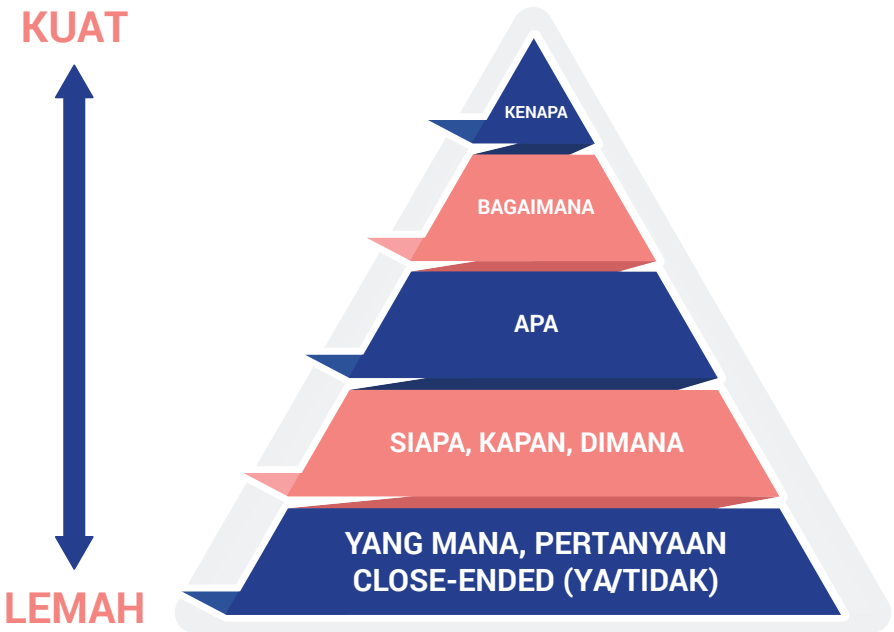 KUAT
KENAPA
BAGAIMANA
APA
SIAPA, KAPAN, DIMANA
YANG MANA, PERTANYAAN
CLOSE-ENDED (YA/TIDAK)
LEMAH